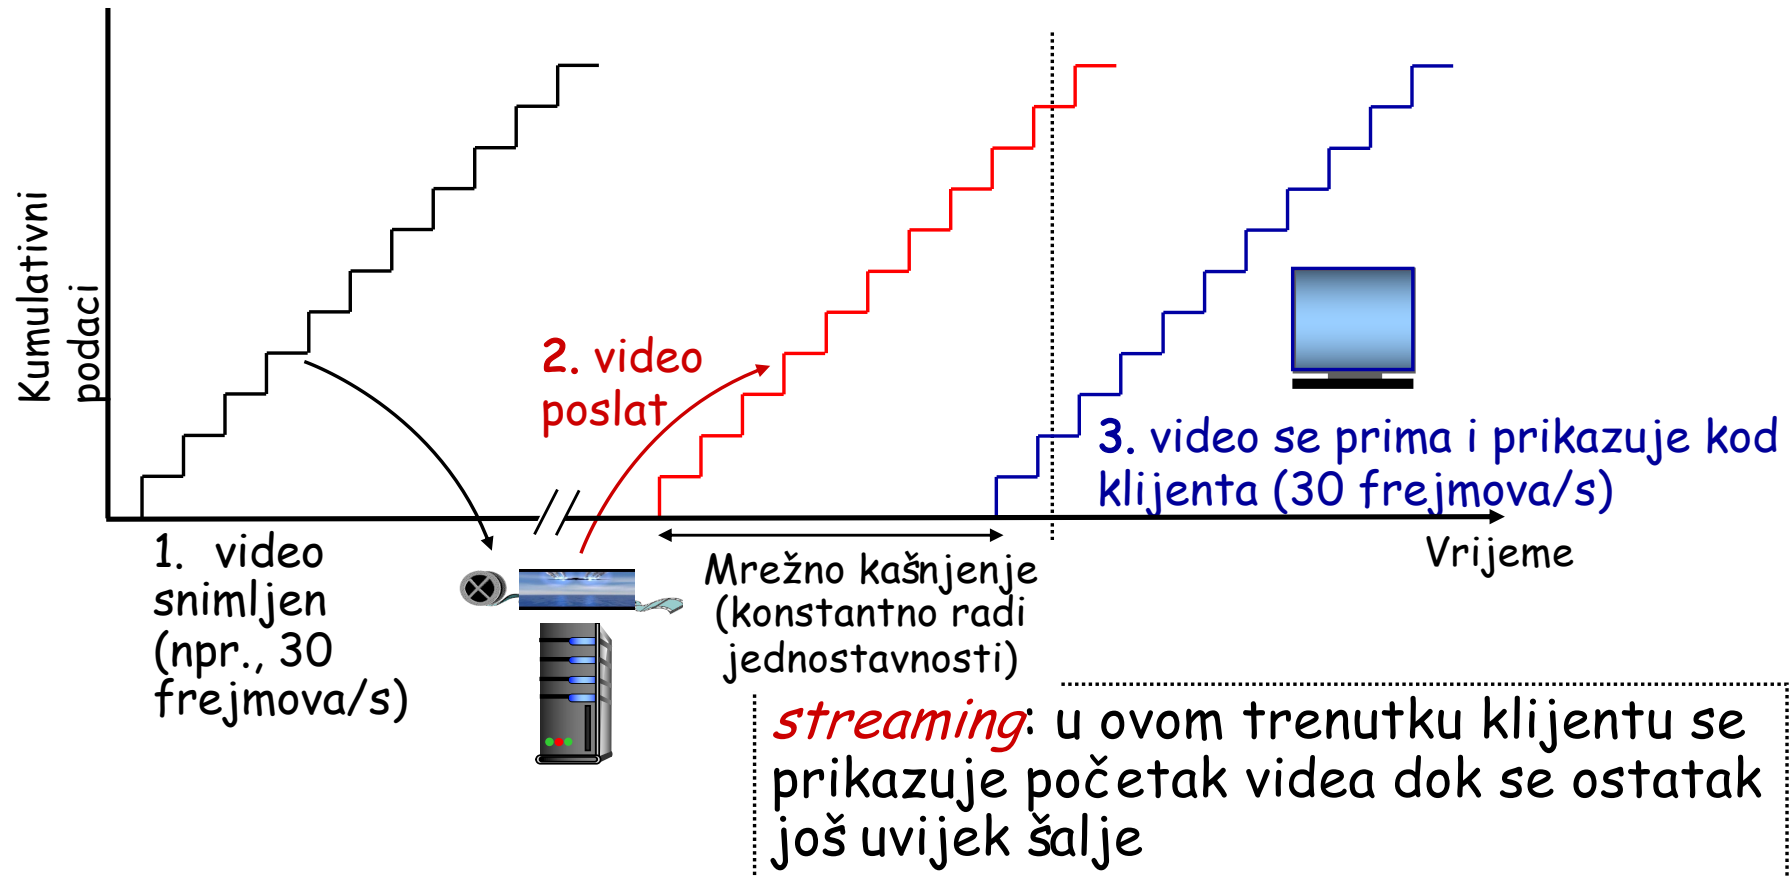 Kumulativni
podaci
2. video
poslat
3. video se prima i prikazuje kod
klijenta (30 frejmova/s)
1. video
snimljen
(npr., 30
frejmova/s)
Mrežno kašnjenje
(konstantno radi
jednostavnosti)
Vrijeme
streaming: u ovom trenutku klijentu se
prikazuje početak videa dok se ostatak
još uvijek šalje